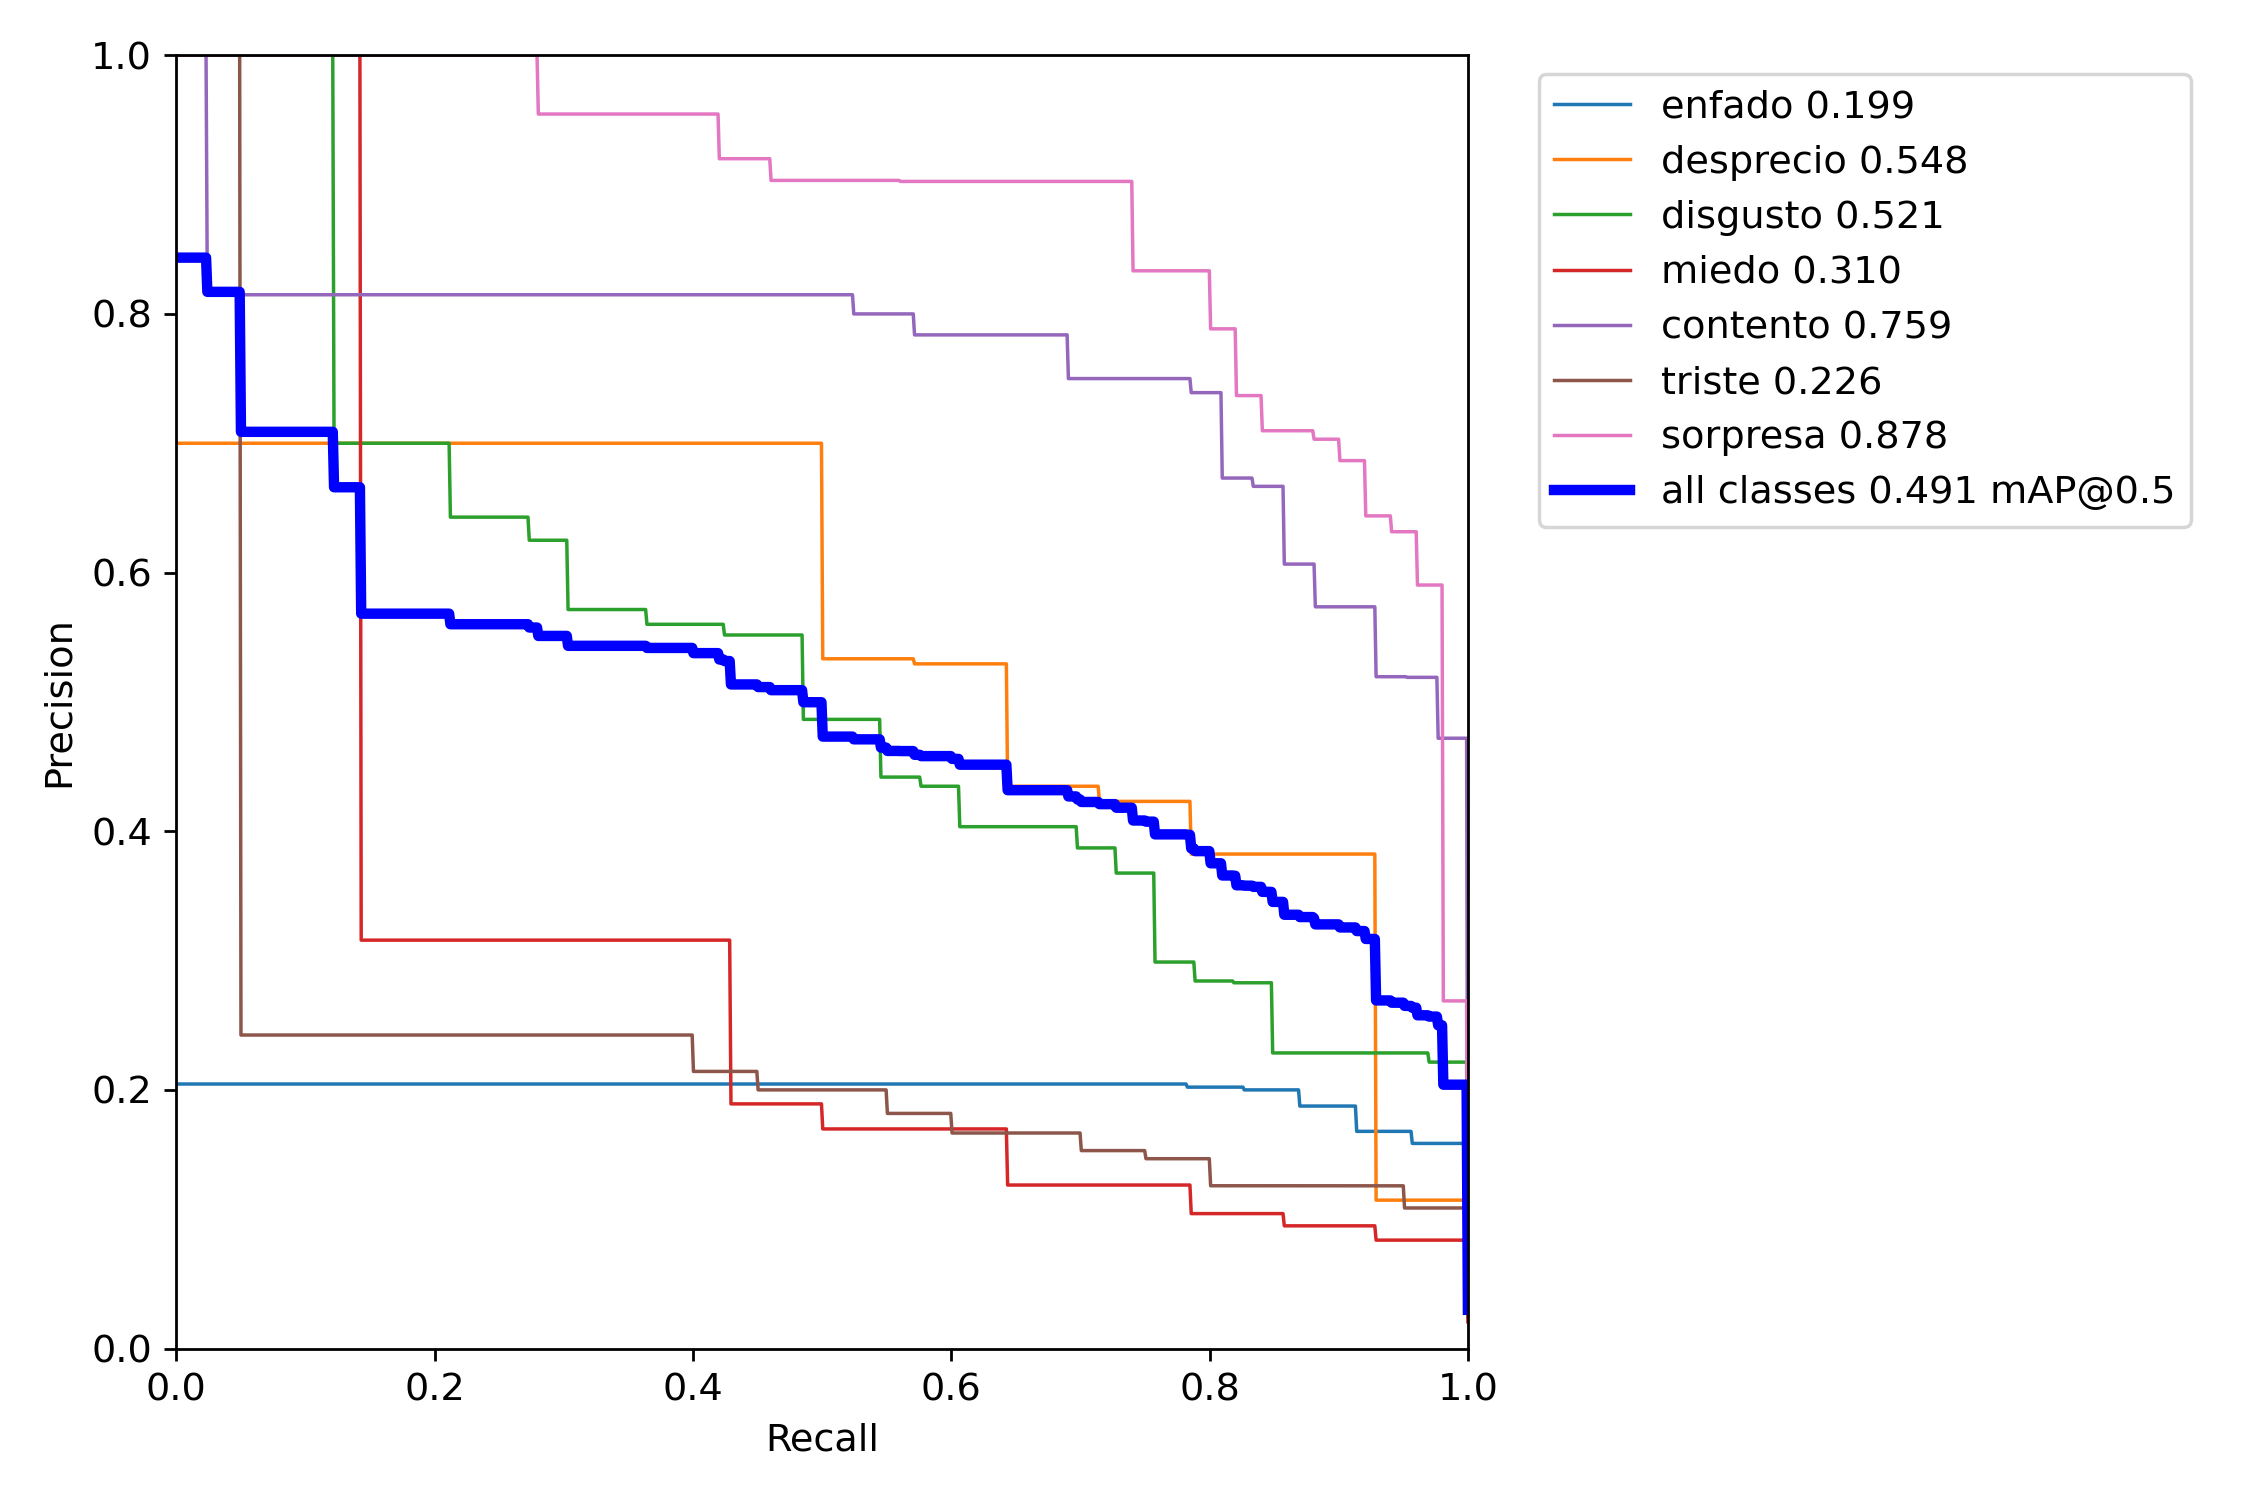 1.0
0.8
0.6
0.4
0.2
0.0
Precision
0.0 0.2 0.4 0.6 0.8 1.0
Recall
enfado 0.199
desprecio 0.548
disgusto 0.521
miedo 0.310
contento 0.759
triste 0.226
sorpresa 0.878
all classes 0.491 mAP@0.5